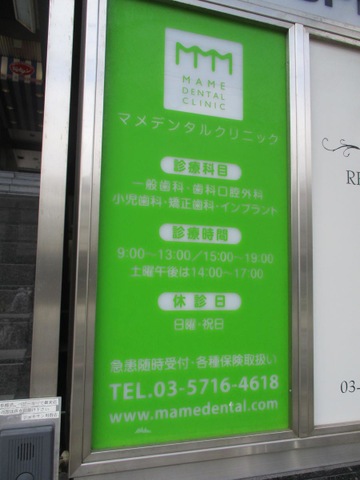 MAME
DENTAL
CLINIC
マメデンタルクリニック
診療科目
一般歯科・歯科口腔外科
小児歯科・矯正歯科・インプラント
診療時間
9:00～13:00／15:00～19:00
土曜午後は14:00～17:00
休診日
日曜・祝日
急患随時受付・各種保険取扱い
TEL.03-5716-4618
www.mamedental.com
RE
03-